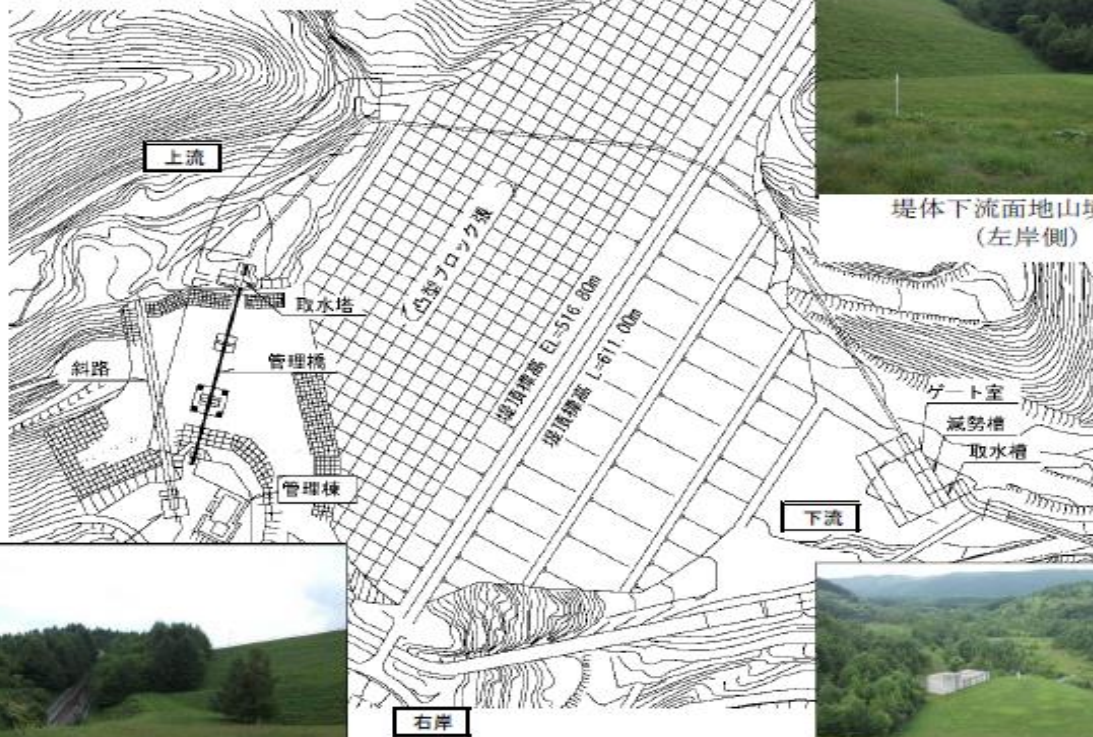 上流
堤体下流面地山境
(左岸側)
凸型ブロック張
取水塔
管理橋
斜路
堤頂標高 EL=516.80m
堤頂標高 L=611.00m
ゲート室
減勢槽
取水槽
管理棟
下流
右岸